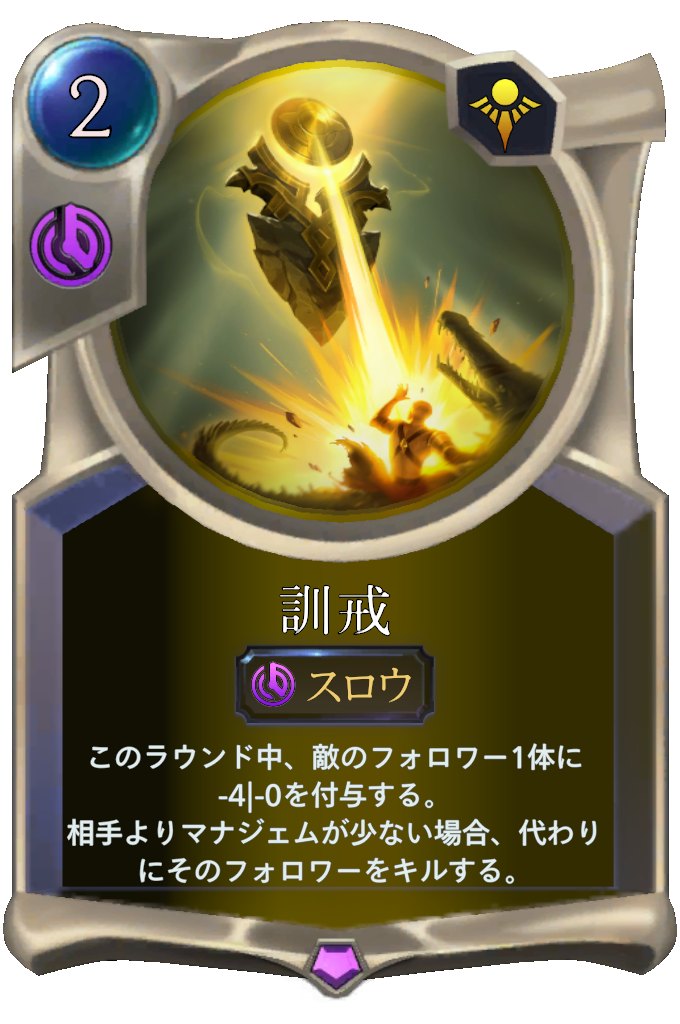 2
訓戒
スロウ
このラウンド中、敵のフォロワー1体に
-4|-0を付与する。
相手よりマナジェムが少ない場合、代わり
にそのフォロワーをキルする。